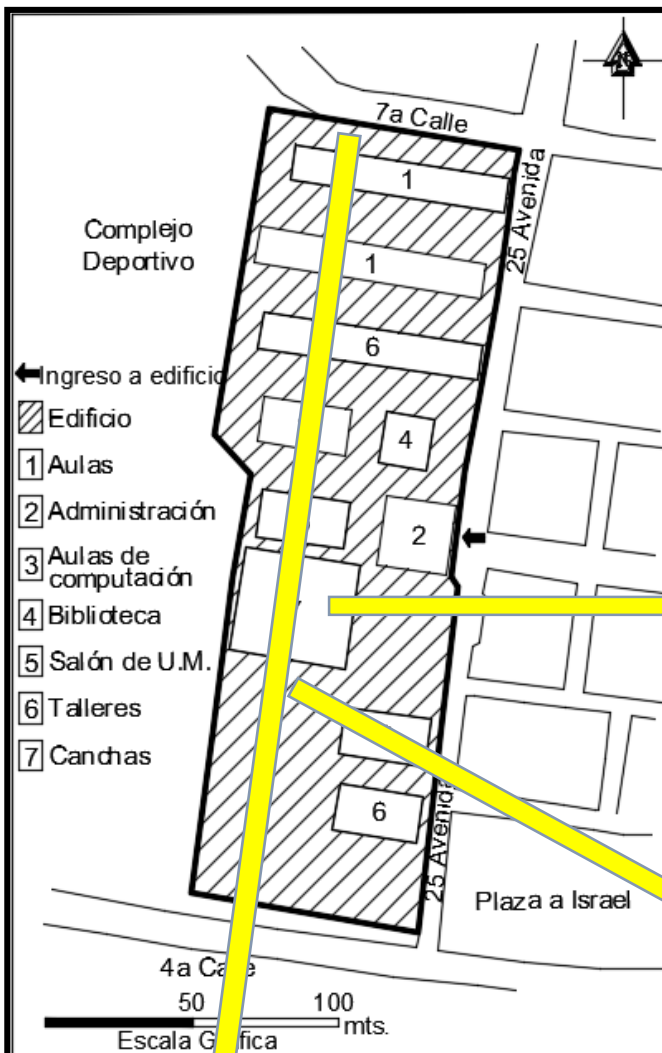 7a Calle
25 Avenida
1
Complejo
Deportivo
1
6
Ingreso a edificio
Edificio
4
1 Aulas
2 Administración
2
3 Aulas de
computación
4 Biblioteca
5 Salón de U.M.
6 Talleres
7 Canchas
6
25 Avenida
Plaza a Israel
4a
50
100
mts.
Escala